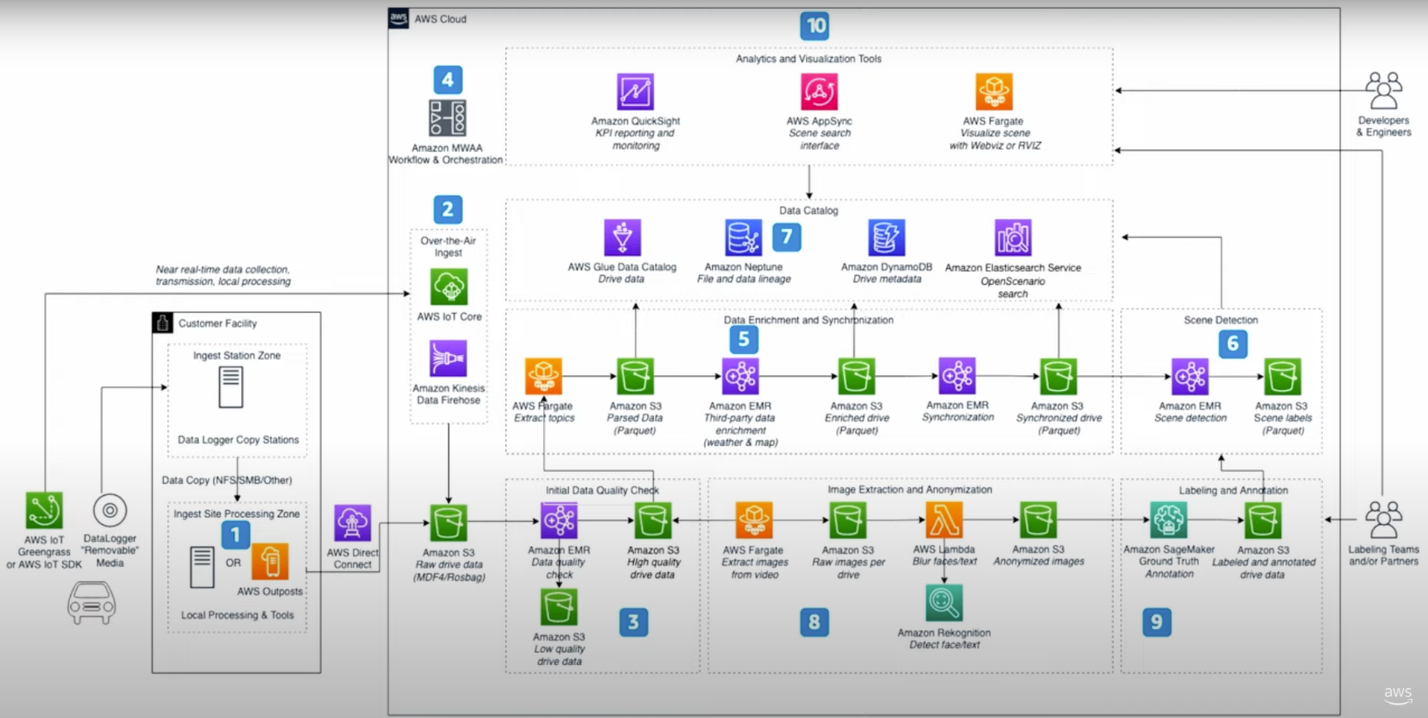 aws
AWS Cloud
10
Analytics and Visualization Tools
Amazon QuickSight
KPI reporting and
monitoring
AWS AppSync
Scene search
interface
AWS Fargate
Visualize scene
with Webviz or RVIZ
Developers
& Engineers
4
Amazon MWAA
Workflow & Orchestration
2
Over-the-Air
Ingest
AWS IoT Core
Amazon Kinesis
Data Firehose
Data Catalog
7
AWS Glue Data Catalog
Drive data
Amazon Neptune
File and data lineage
Amazon DynamoDB
Drive metadata
Amazon Elasticsearch Service
OpenScenario
search
Near real-time data collection,
transmission, local processing
Customer Facility
Ingest Station Zone
Data Logger Copy Stations
Data Copy (NFS/SMB/Other)
Ingest Site Processing Zone
1
OR
AWS Outposts
Local Processing & Tools
AWS IoT
Greengrass
or AWS IoT SDK
DataLogger
"Removable"
Media
AWS Direct
Connect
Amazon S3
Raw drive data
(MDF4/Rosbag)
Data Enrichment and Synchronization
5
AWS Fargate
Extract topics
Amazon S3
Parsed Data
(Parquet)
Amazon EMR
Third-party data
enrichment
(weather & map)
Amazon S3
Enriched drive
(Parquet)
Amazon EMR
Synchronization
Amazon S3
Synchronized drive
(Parquet)
Scene Detection
6
Amazon EMR
Scene detection
Amazon S3
Scene labels
(Parquet)
Initial Data Quality Check
Amazon EMR
Data quality
check
Amazon S3
High quality
drive data
Amazon S3
Low quality
drive data
3
Image Extraction and Anonymization
AWS Fargate
Extract images
from video
Amazon S3
Raw images per
drive
AWS Lambda
Blur faces/text
Amazon S3
Anonymized images
Amazon Rekognition
Detect face/text
8
Labeling and Annotation
Amazon SageMaker
Ground Truth
Annotation
Amazon S3
Labeled and annotated
drive data
9
Labeling Teams
and/or Partners
aws